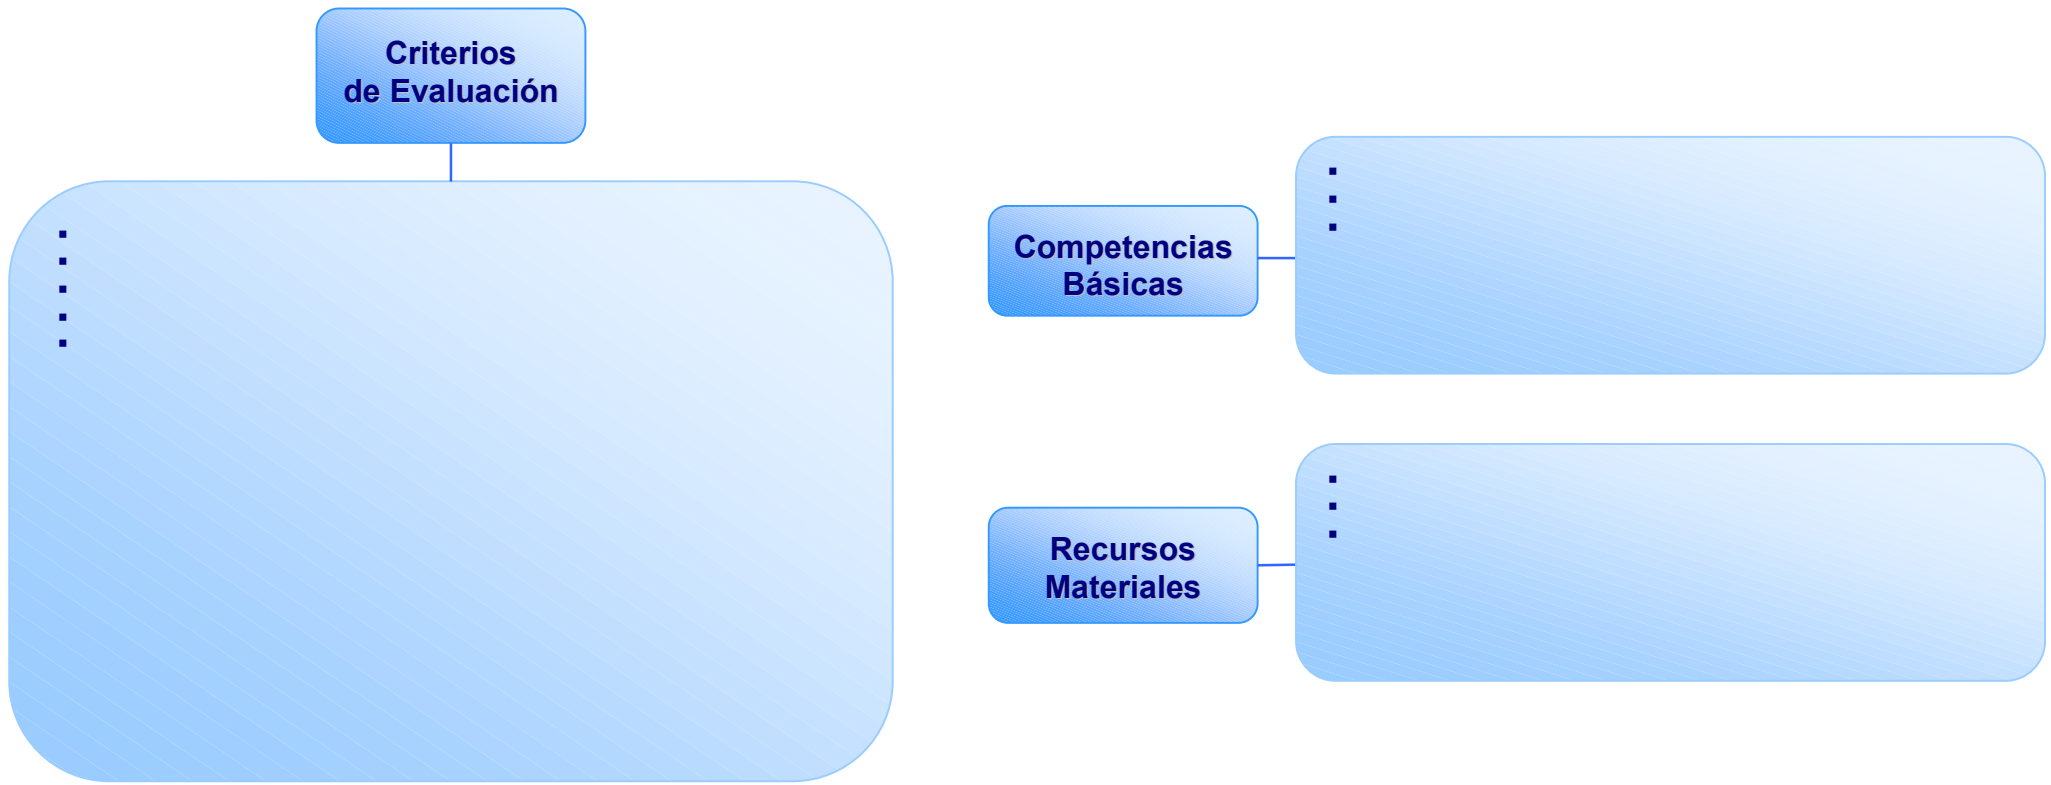 Criterios
de Evaluación
▪
▪
▪
▪
▪
Competencias
Básicas
▪
▪
▪
Recursos
Materiales
▪
▪
▪